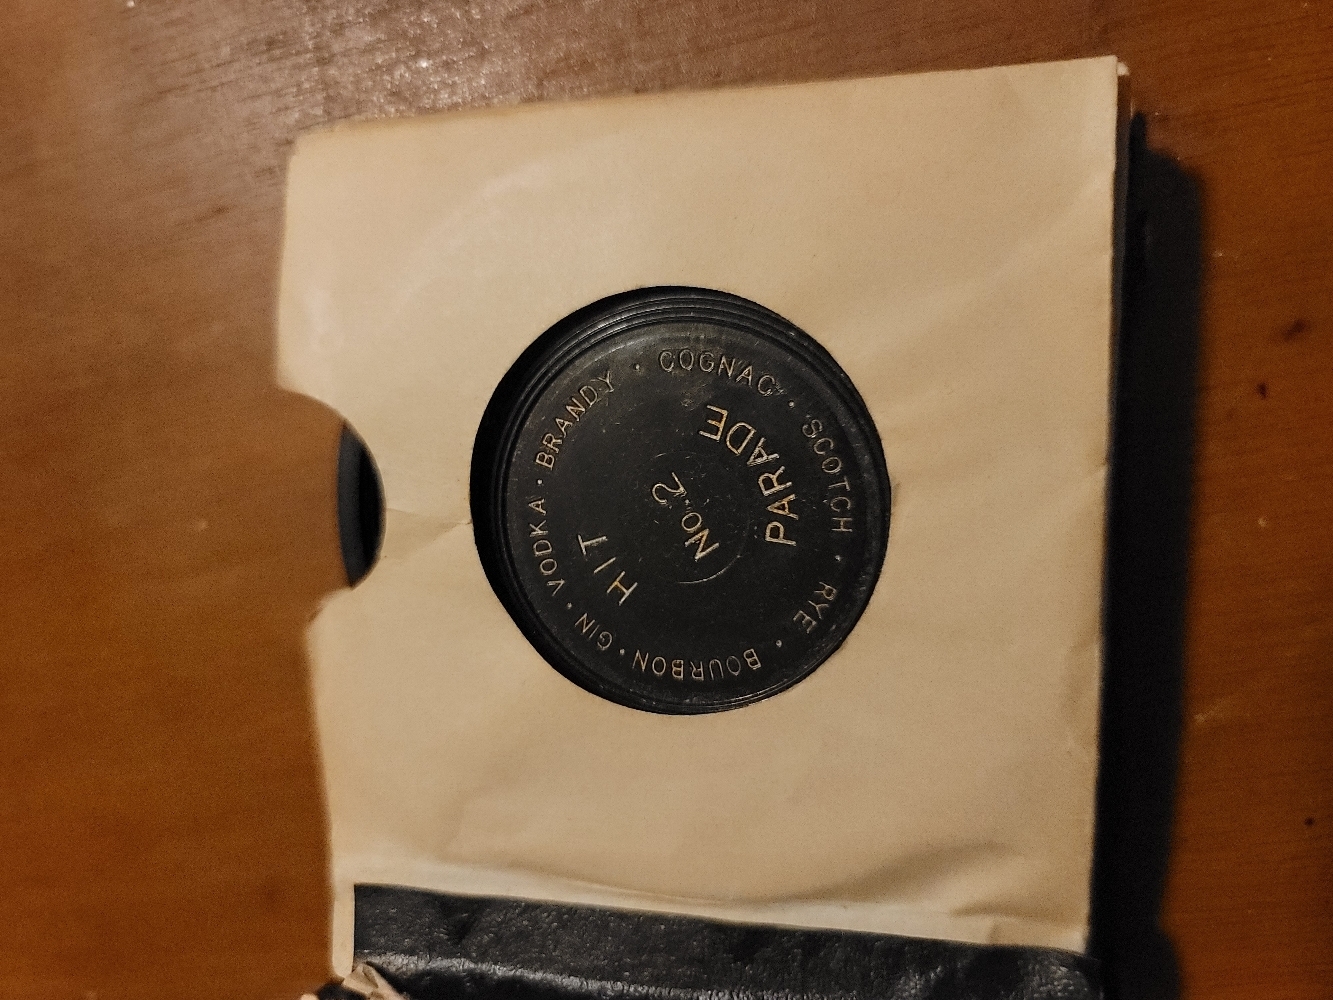 HIT PARADE
No. 2
BOURBON · GIN · VODKA · BRANDY · COGNAC · SCOTCH · RYE ·